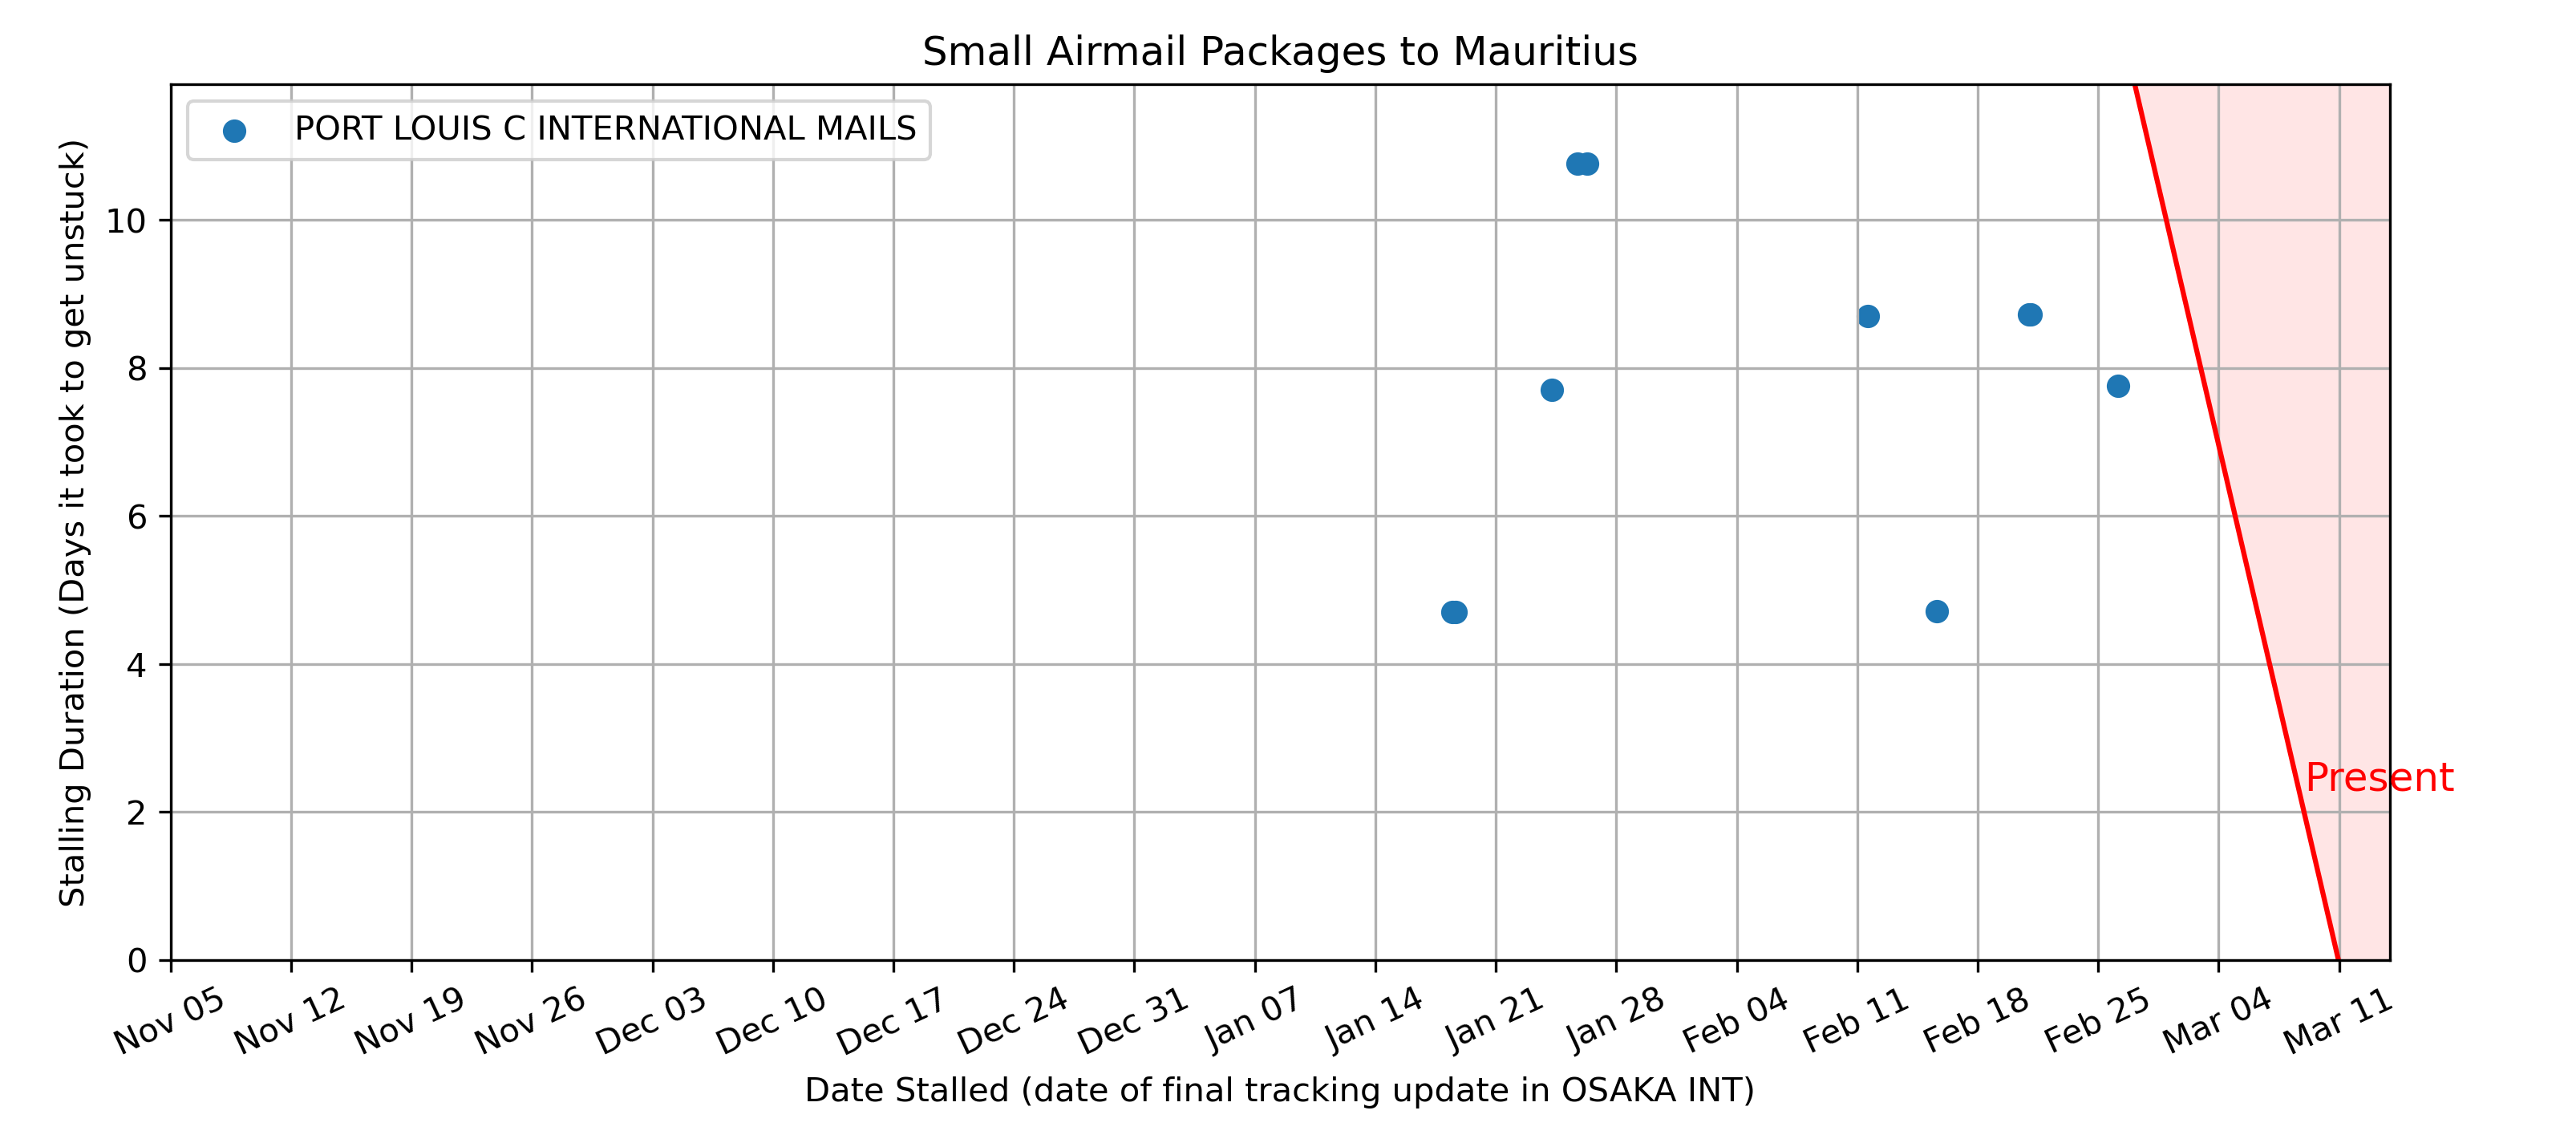 Small Airmail Packages to Mauritius
PORT LOUIS C INTERNATIONAL MAILS
Stalling Duration (Days it took to get unstuck)
10
8
6
4
2
0
Present
Nov 05
Nov 12
Nov 19
Nov 26
Dec 03
Dec 10
Dec 17
Dec 24
Dec 31
Jan 07
Jan 14
Jan 21
Jan 28
Feb 04
Feb 11
Feb 18
Feb 25
Mar 04
Mar 11
Date Stalled (date of final tracking update in OSAKA INT)